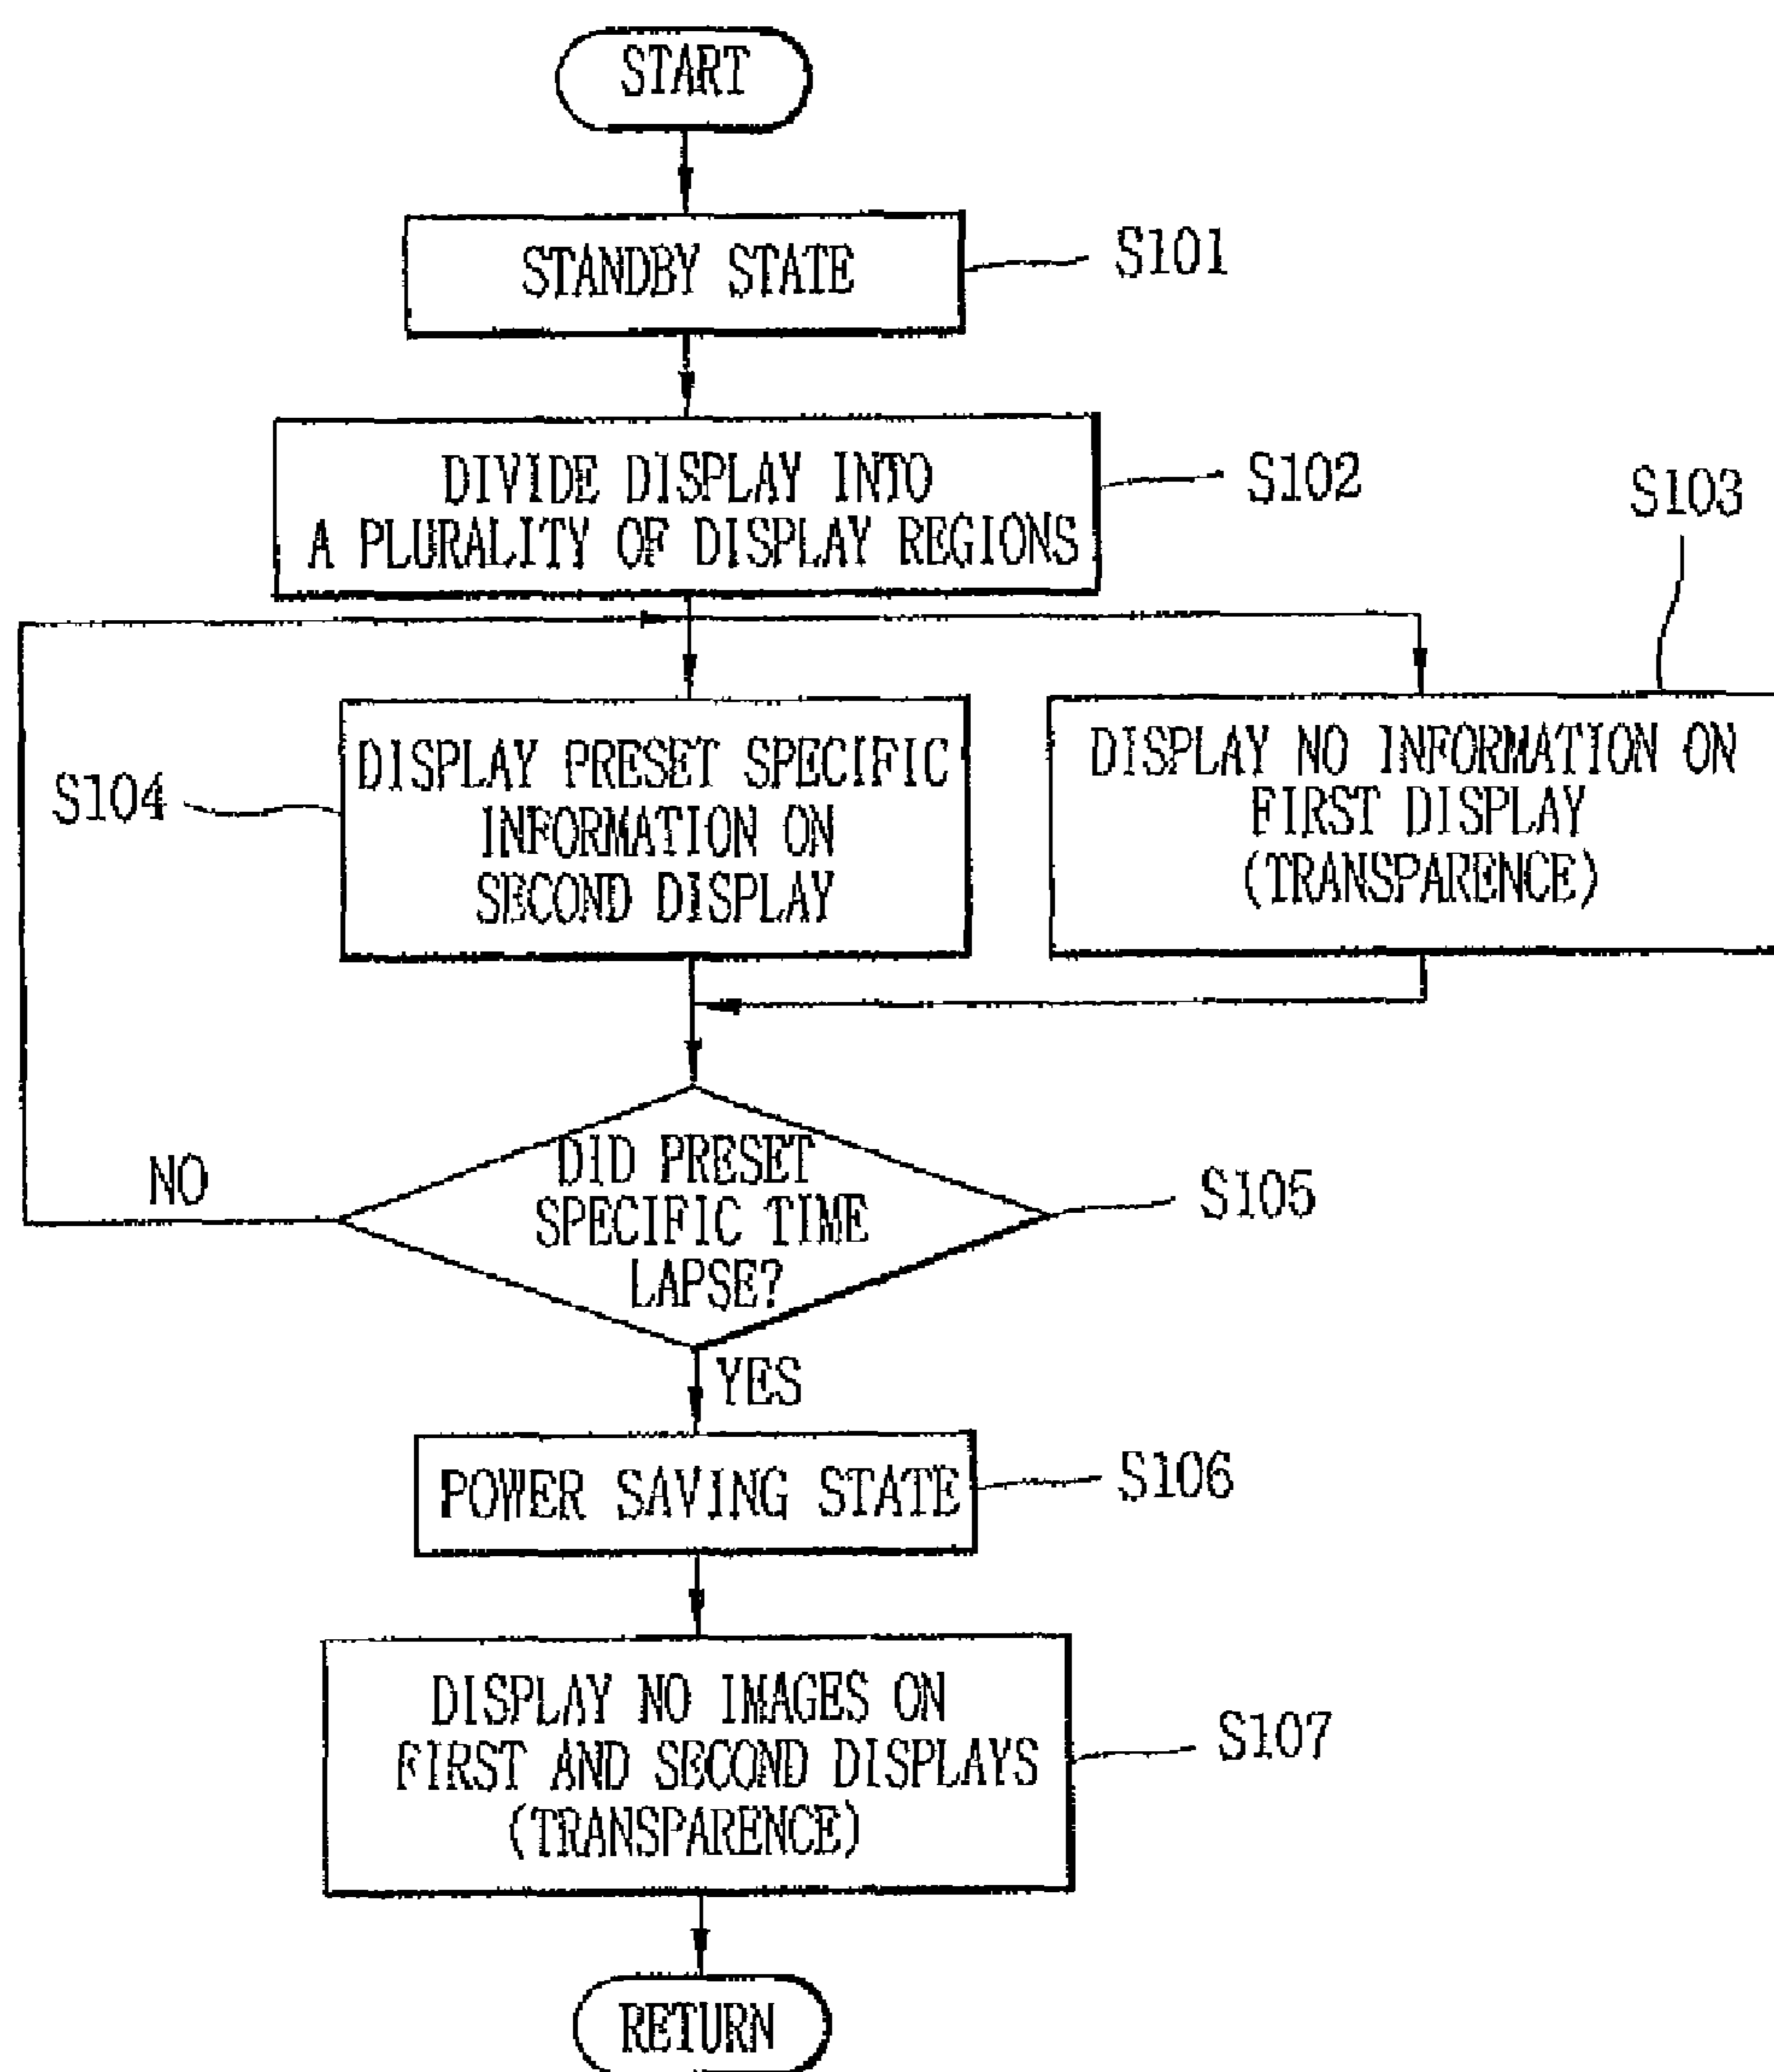 START
STANDBY STATE
S101
DIVIDE DISPLAY INTO
A PLURALITY OF DISPLAY REGIONS
S102
S103
S104
DISPLAY PRESET SPECIFIC
INFORMATION ON
SECOND DISPLAY
DISPLAY NO INFORMATION ON
FIRST DISPLAY
(TRANSPARENCE)
NO
DID PRESET
SPECIFIC TIME
LAPSE?
S105
YES
POWER SAVING STATE
S106
DISPLAY NO IMAGES ON
FIRST AND SECOND DISPLAYS
(TRANSPARENCE)
S107
RETURN